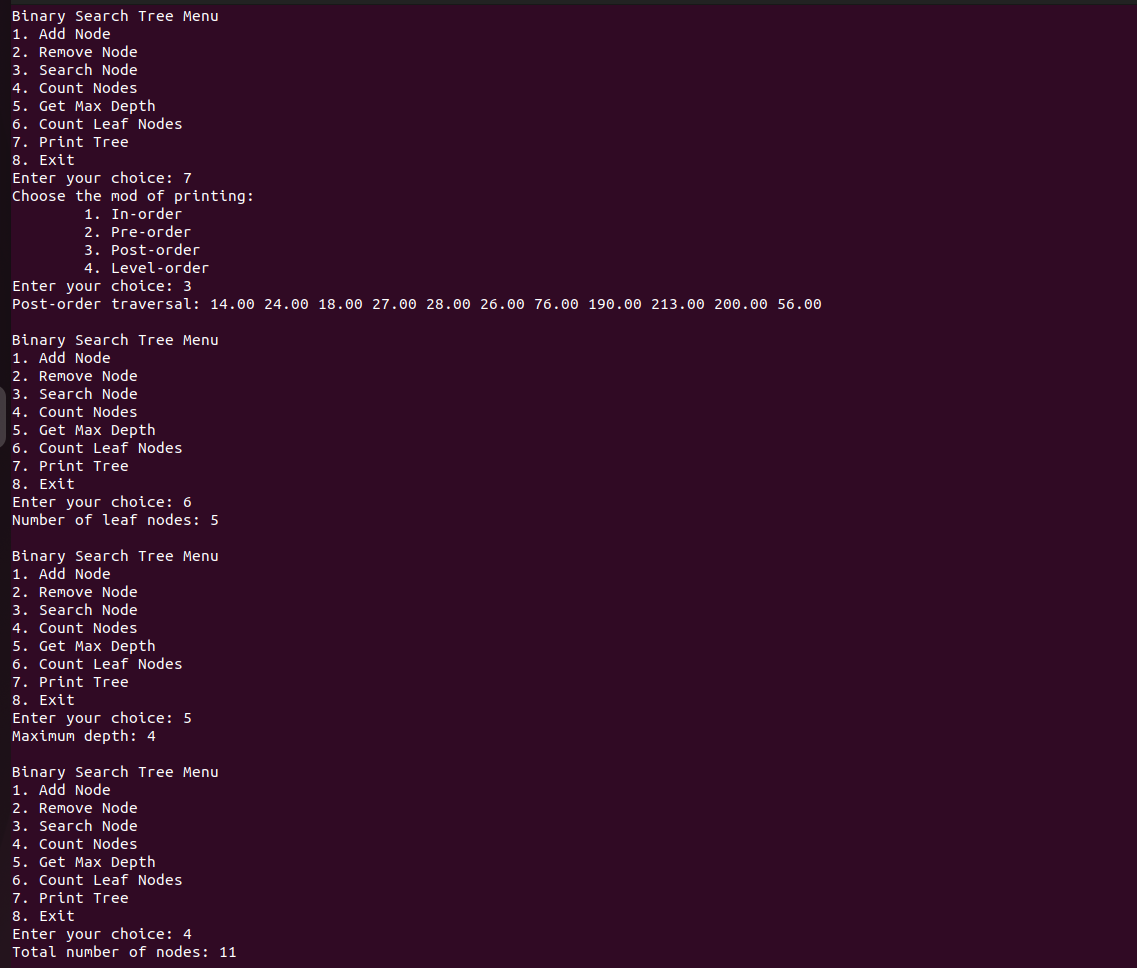 Binary Search Tree Menu
1. Add Node
2. Remove Node
3. Search Node
4. Count Nodes
5. Get Max Depth
6. Count Leaf Nodes
7. Print Tree
8. Exit
Enter your choice: 7
Choose the mod of printing:
        1. In-order
        2. Pre-order
        3. Post-order
        4. Level-order
Enter your choice: 3
Post-order traversal: 14.00 24.00 18.00 27.00 28.00 26.00 76.00 190.00 213.00 200.00 56.00

Binary Search Tree Menu
1. Add Node
2. Remove Node
3. Search Node
4. Count Nodes
5. Get Max Depth
6. Count Leaf Nodes
7. Print Tree
8. Exit
Enter your choice: 6
Number of leaf nodes: 5

Binary Search Tree Menu
1. Add Node
2. Remove Node
3. Search Node
4. Count Nodes
5. Get Max Depth
6. Count Leaf Nodes
7. Print Tree
8. Exit
Enter your choice: 5
Maximum depth: 4

Binary Search Tree Menu
1. Add Node
2. Remove Node
3. Search Node
4. Count Nodes
5. Get Max Depth
6. Count Leaf Nodes
7. Print Tree
8. Exit
Enter your choice: 4
Total number of nodes: 11